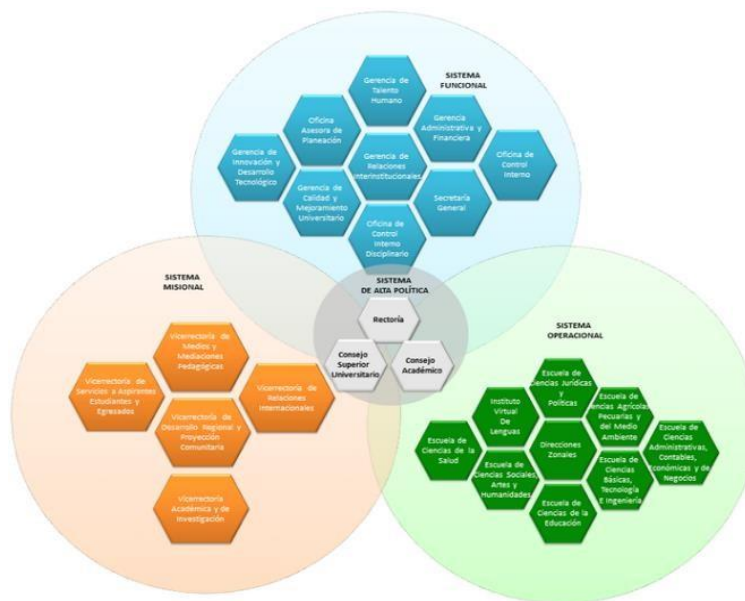 SISTEMA
FUNCIONAL
Gerencia de
Talento
Humano
Oficina
Asesora de
Planeación
Gerencia
Administrativa y
Financiera
Gerencia de
Innovación y
Desarrollo
Tecnológico
Gerencia de
Relaciones
Interinstitucionales
Oficina de
Control
Interno
Gerencia de
Calidad y
Mejoramiento
Universitario
Secretaría
General
Oficina de
Control
Interno
Disciplinario
SISTEMA
DE ALTA POLÍTICA
Rectoría
Consejo
Superior
Universitario
Consejo
Académico
SISTEMA
MISIONAL
Vicerrectoría de
Medios y
Mediaciones
Pedagógicas
Vicerrectoría de
Servicios a Aspirantes
Estudiantes y
Egresados
Vicerrectoría de
Relaciones
Internacionales
Vicerrectoría de
Desarrollo Regional y
Proyección
Comunitaria
Vicerrectoría
Académica y de
Investigación
SISTEMA
OPERACIONAL
Escuela de
Ciencias Jurídicas
y
Políticas
Instituto
Virtual
De
Lenguas
Escuela de
Ciencias Agrícolas
Pecuarias y
del Medio
Ambiente
Escuela de
Ciencias de la
Salud
Direcciones
Zonales
Escuela de
Ciencias
Administrativas,
Contables,
Económicas y de
Negocios
Escuela de
Ciencias Sociales,
Artes y
Humanidades
Escuela de
Ciencias
Básicas,
Tecnología
E Ingeniería
Escuela de
Ciencias de la
Educación